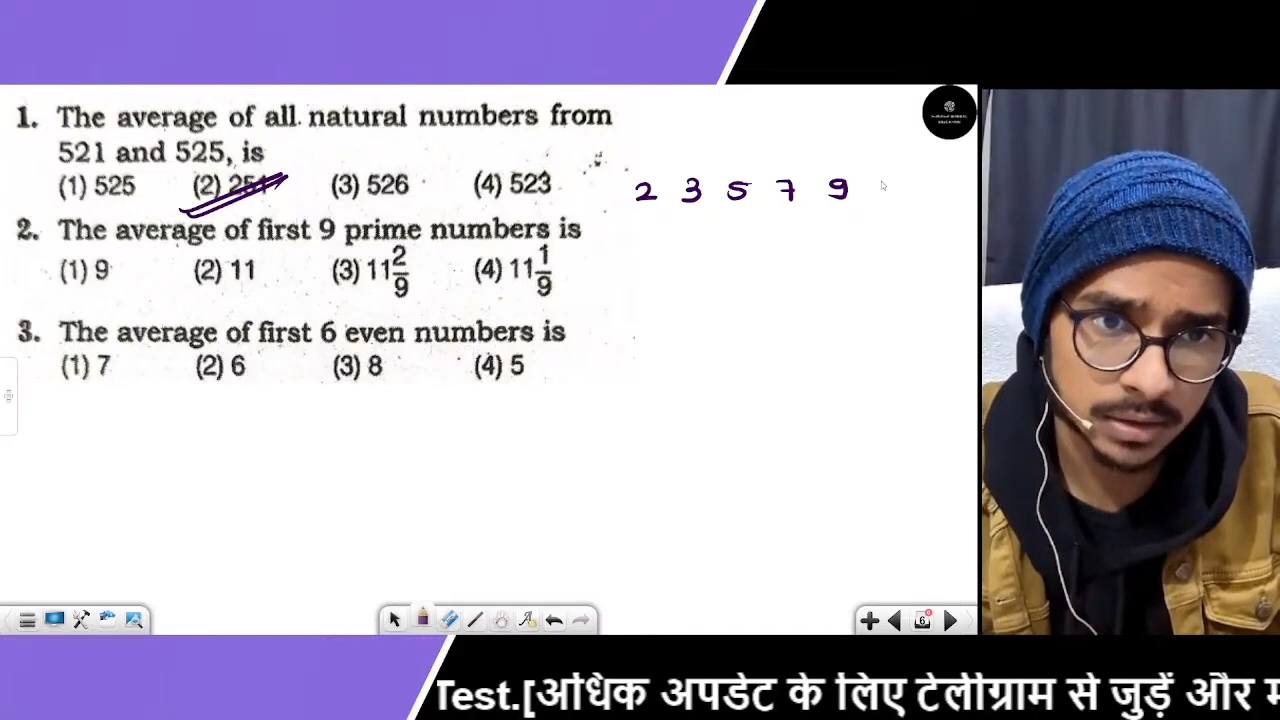 1. The average of all natural numbers from
521 and 525, is
(1) 525 (2) 251 (3) 526 (4) 523
2 3 5 7 9
2. The average of first 9 prime numbers is
(1) 9 (2) 11 (3) 11 2/9 (4) 11 1/9
3. The average of first 6 even numbers is
(1) 7 (2) 6 (3) 8 (4) 5
6
Test.[अधिक अपडेट के लिए टेलीग्राम से जुड़ें और